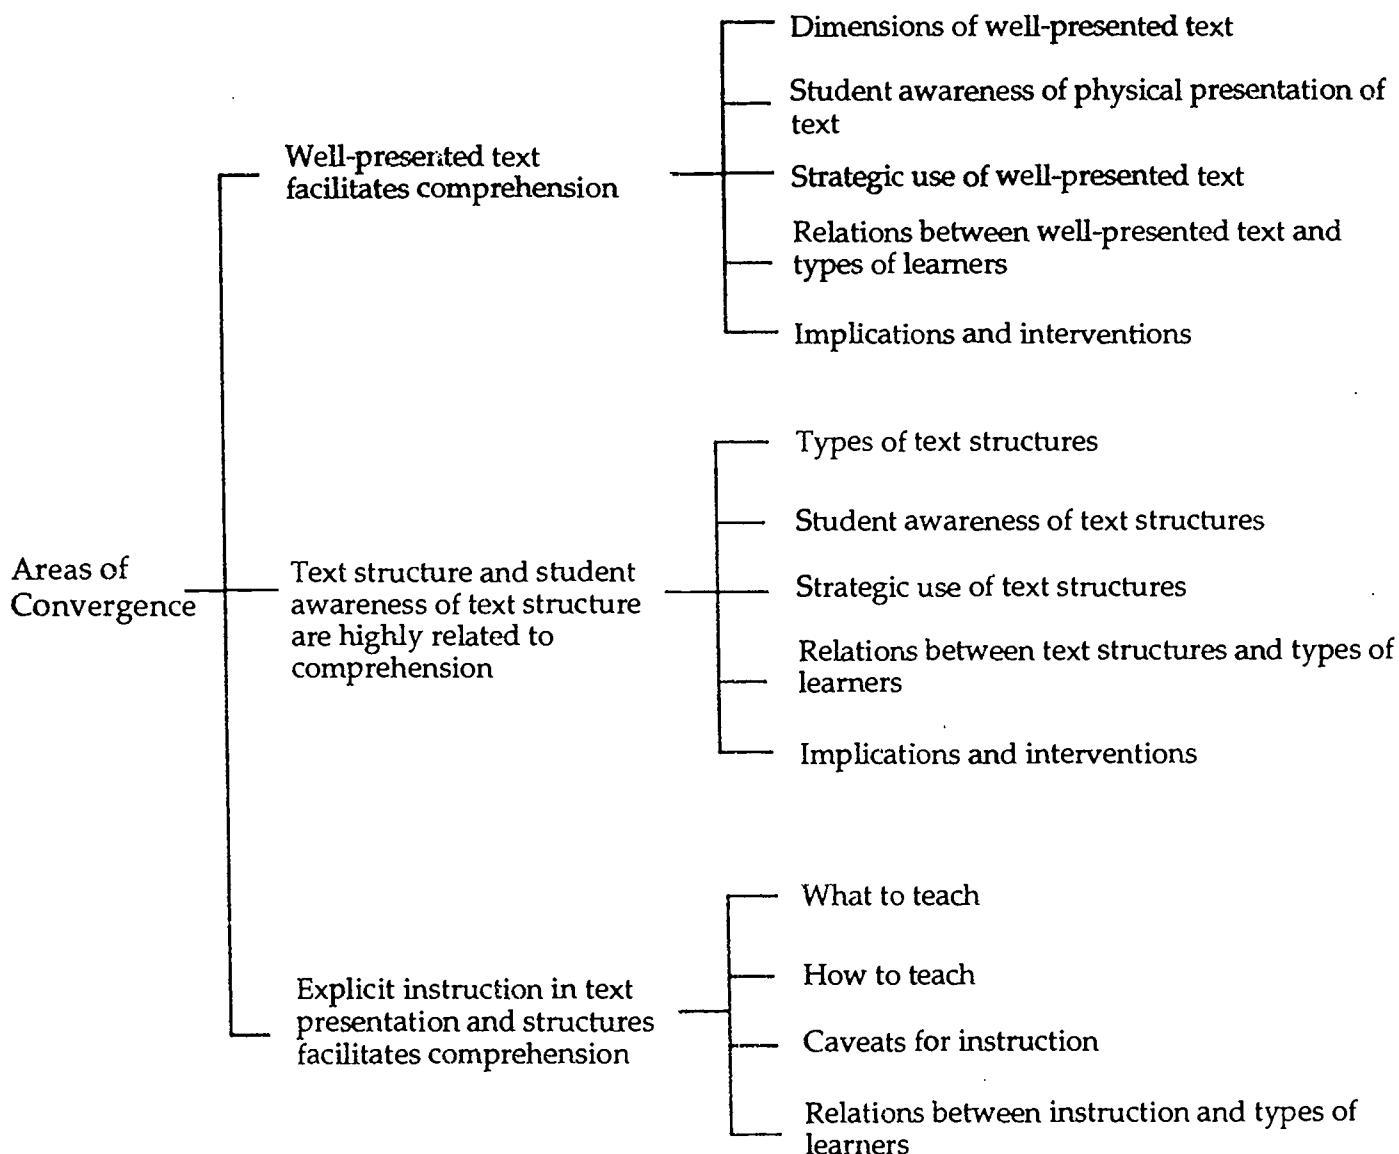 Areas of
Convergence
Well-presented text
facilitates comprehension
Dimensions of well-presented text
Student awareness of physical presentation of
text
Strategic use of well-presented text
Relations between well-presented text and
types of learners
Implications and interventions
Text structure and student
awareness of text structure
are highly related to
comprehension
Types of text structures
Student awareness of text structures
Strategic use of text structures
Relations between text structures and types of
learners
Implications and interventions
Explicit instruction in text
presentation and structures
facilitates comprehension
What to teach
How to teach
Caveats for instruction
Relations between instruction and types of
learners